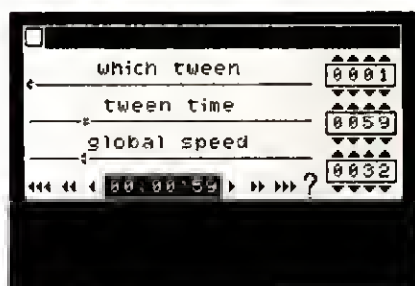 which tween
0001
tween time
0059
global speed
0032
00:00:59 ?